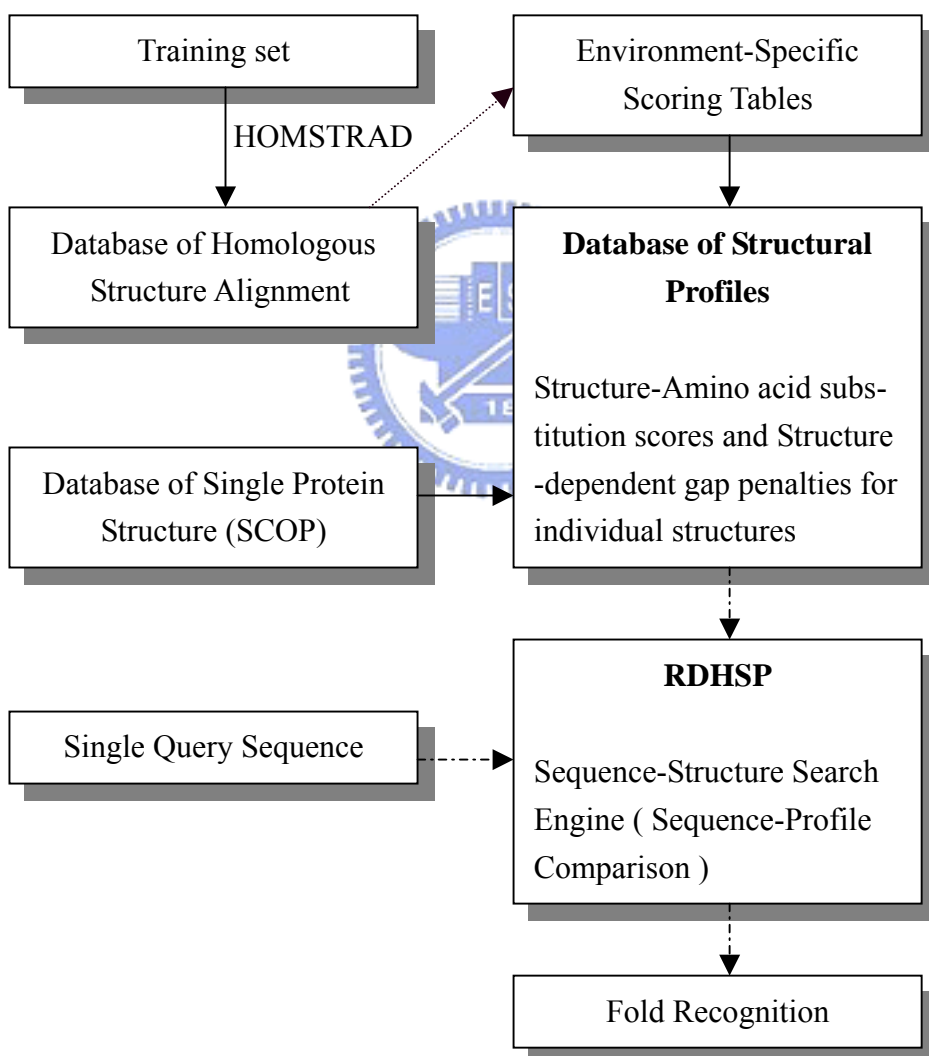 Training set
HOMSTRAD
Environment-Specific
Scoring Tables
Database of Homologous
Structure Alignment
Database of Structural
Profiles
Structure-Amino acid subs-
titution scores and Structure
-dependent gap penalties for
individual structures
Database of Single Protein
Structure (SCOP)
RDHSP
Sequence-Structure Search
Engine ( Sequence-Profile
Comparison )
Single Query Sequence
Fold Recognition